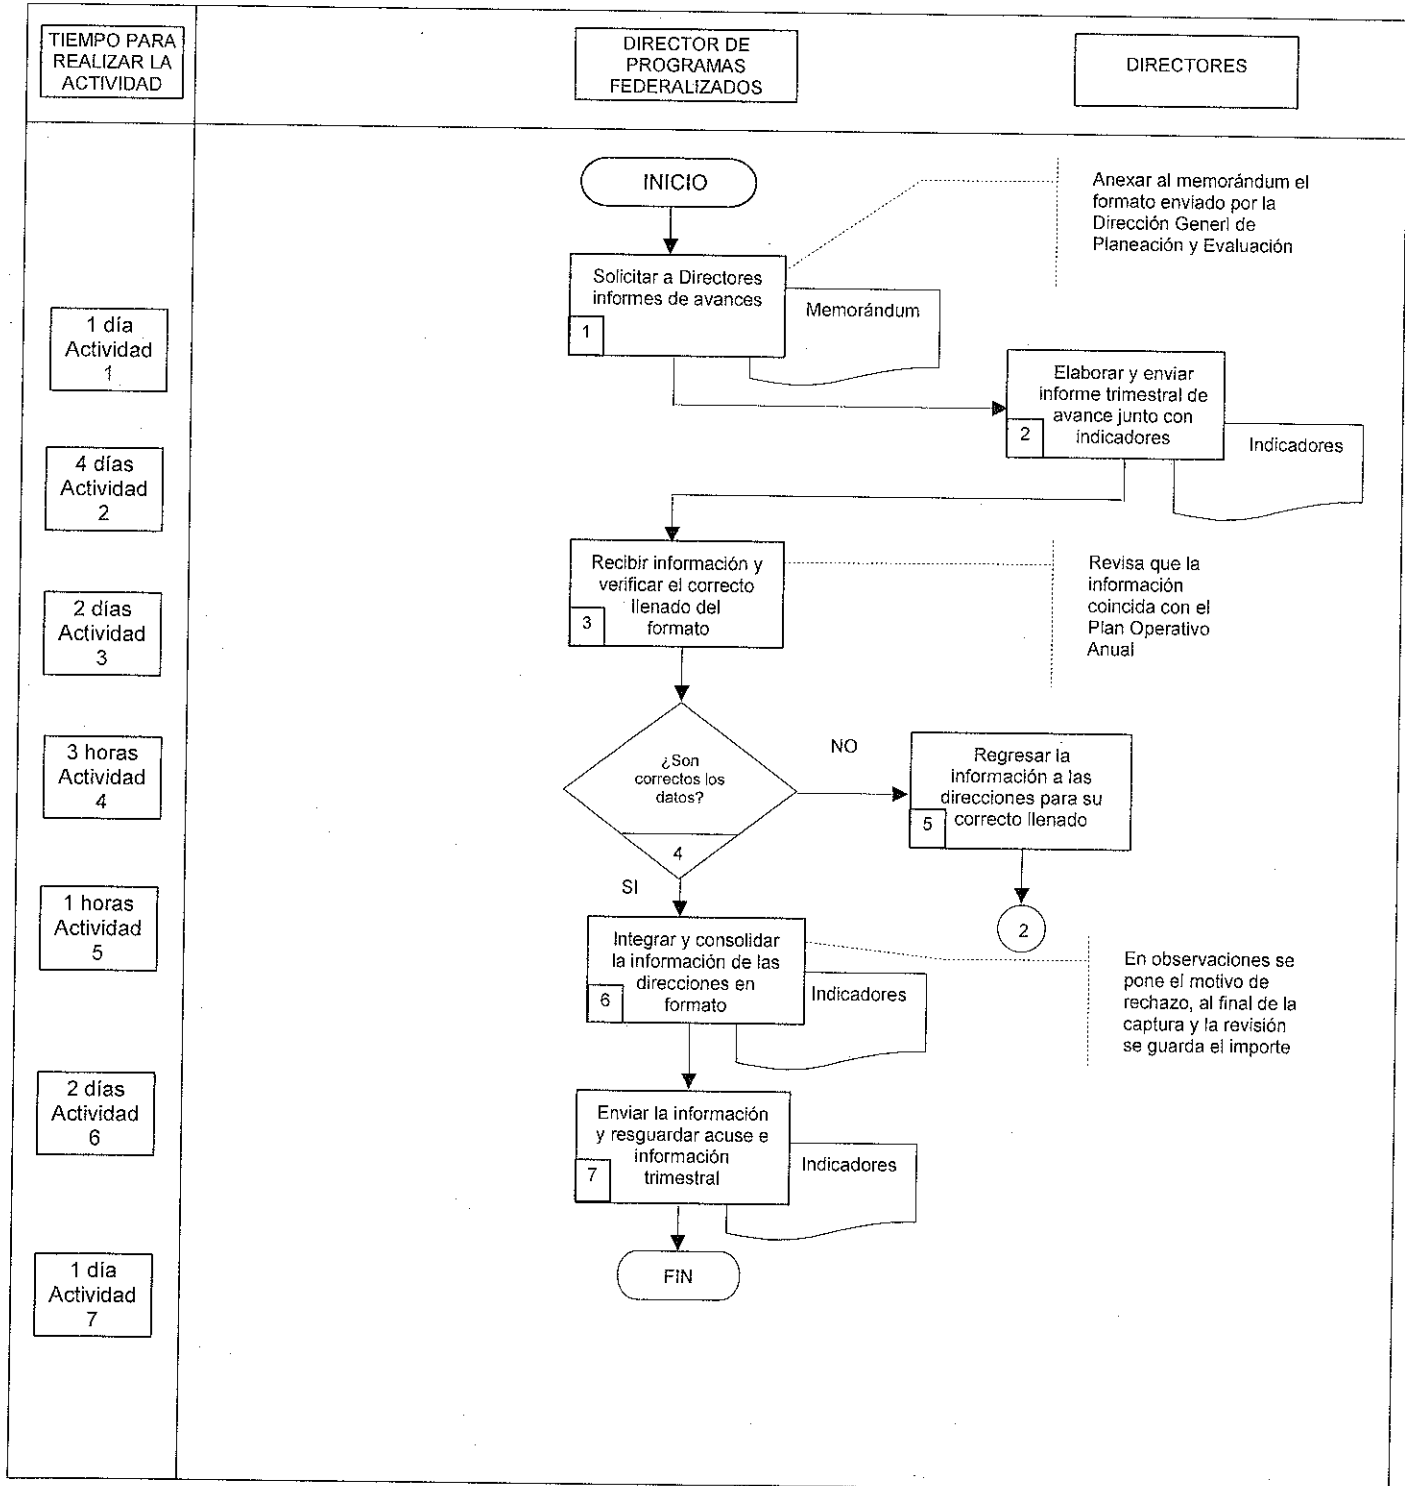 TIEMPO PARA
REALIZAR LA
ACTIVIDAD
DIRECTOR DE
PROGRAMAS
FEDERALIZADOS
DIRECTORES
INICIO
Anexar al memorándum el
formato enviado por la
Dirección Generl de
Planeación y Evaluación
Solicitar a Directores
informes de avances
1
Memorándum
1 día
Actividad
1
Elaborar y enviar
informe trimestral de
avance junto con
indicadores
2
Indicadores
4 días
Actividad
2
Recibir información y
verificar el correcto
llenado del
formato
3
Revisa que la
información
coincida con el
Plan Operativo
Anual
2 días
Actividad
3
¿Son
correctos los
datos?
4
NO
Regresar la
información a las
direcciones para su
correcto llenado
5
3 horas
Actividad
4
SI
2
1 horas
Actividad
5
Integrar y consolidar
la información de las
direcciones en
formato
6
Indicadores
En observaciones se
pone el motivo de
rechazo, al final de la
captura y la revisión
se guarda el importe
2 días
Actividad
6
Enviar la información
y resguardar acuse e
información
trimestral
7
Indicadores
1 día
Actividad
7
FIN